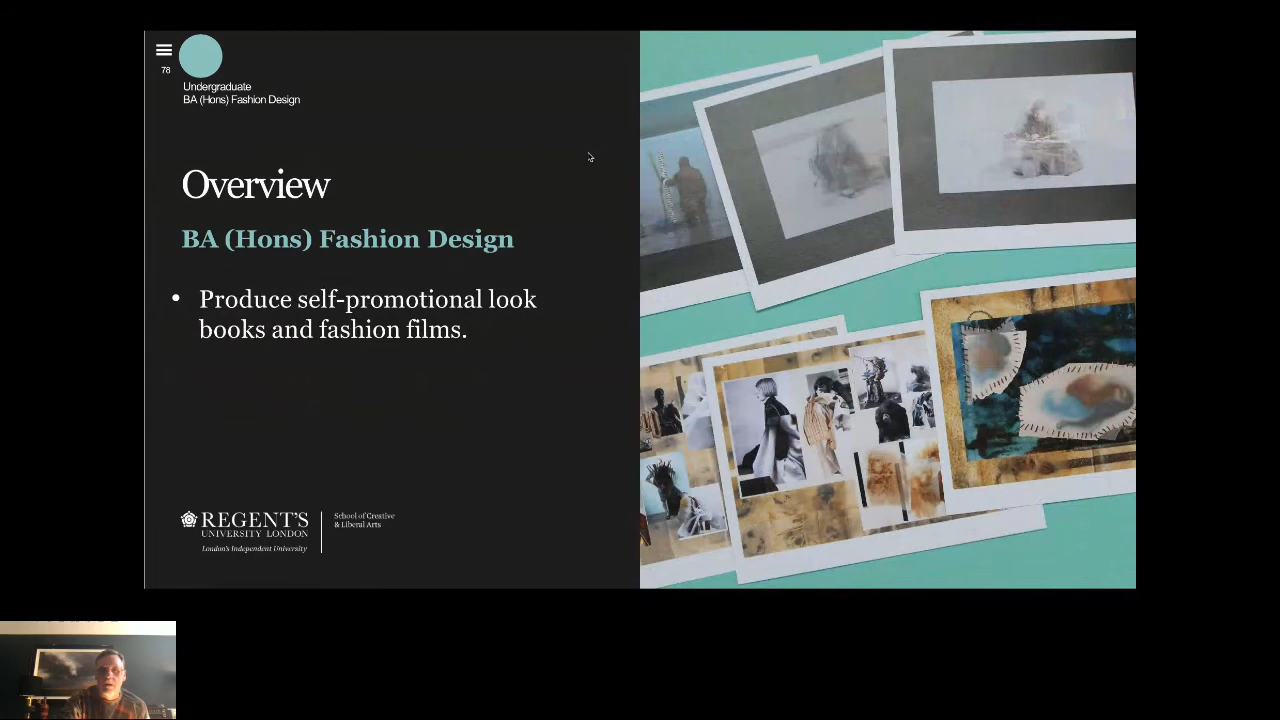 78
Undergraduate
BA (Hons) Fashion Design
Overview
BA (Hons) Fashion Design
• Produce self-promotional look
books and fashion films.
REGENT'S
UNIVERSITY LONDON
London's Independent University
School of Creative
& Liberal Arts